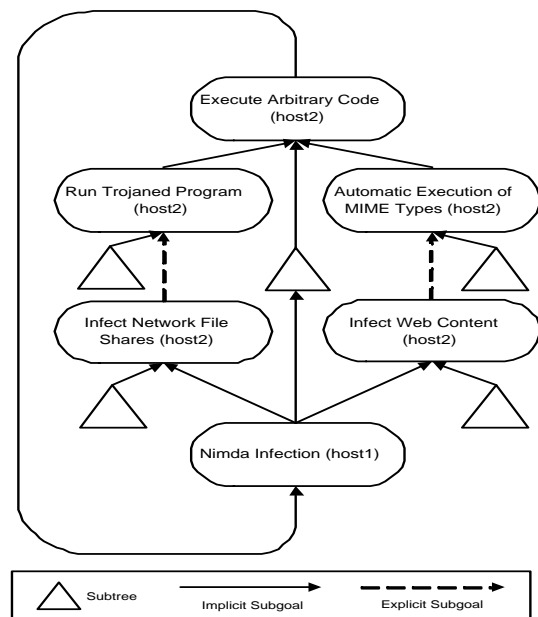 Execute Arbitrary Code
(host2)
Run Trojaned Program
(host2)
Automatic Execution of
MIME Types (host2)
Infect Network File
Shares (host2)
Infect Web Content
(host2)
Nimda Infection (host1)
Subtree
Implicit Subgoal
Explicit Subgoal